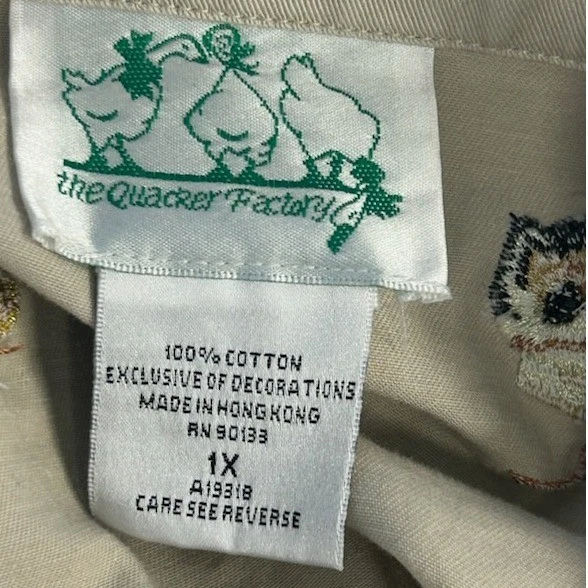 the Quacker Factory
100% COTTON
EXCLUSIVE OF DECORATIONS
MADE IN HONG KONG
RN 90133
1X
A19318
CARE SEE REVERSE